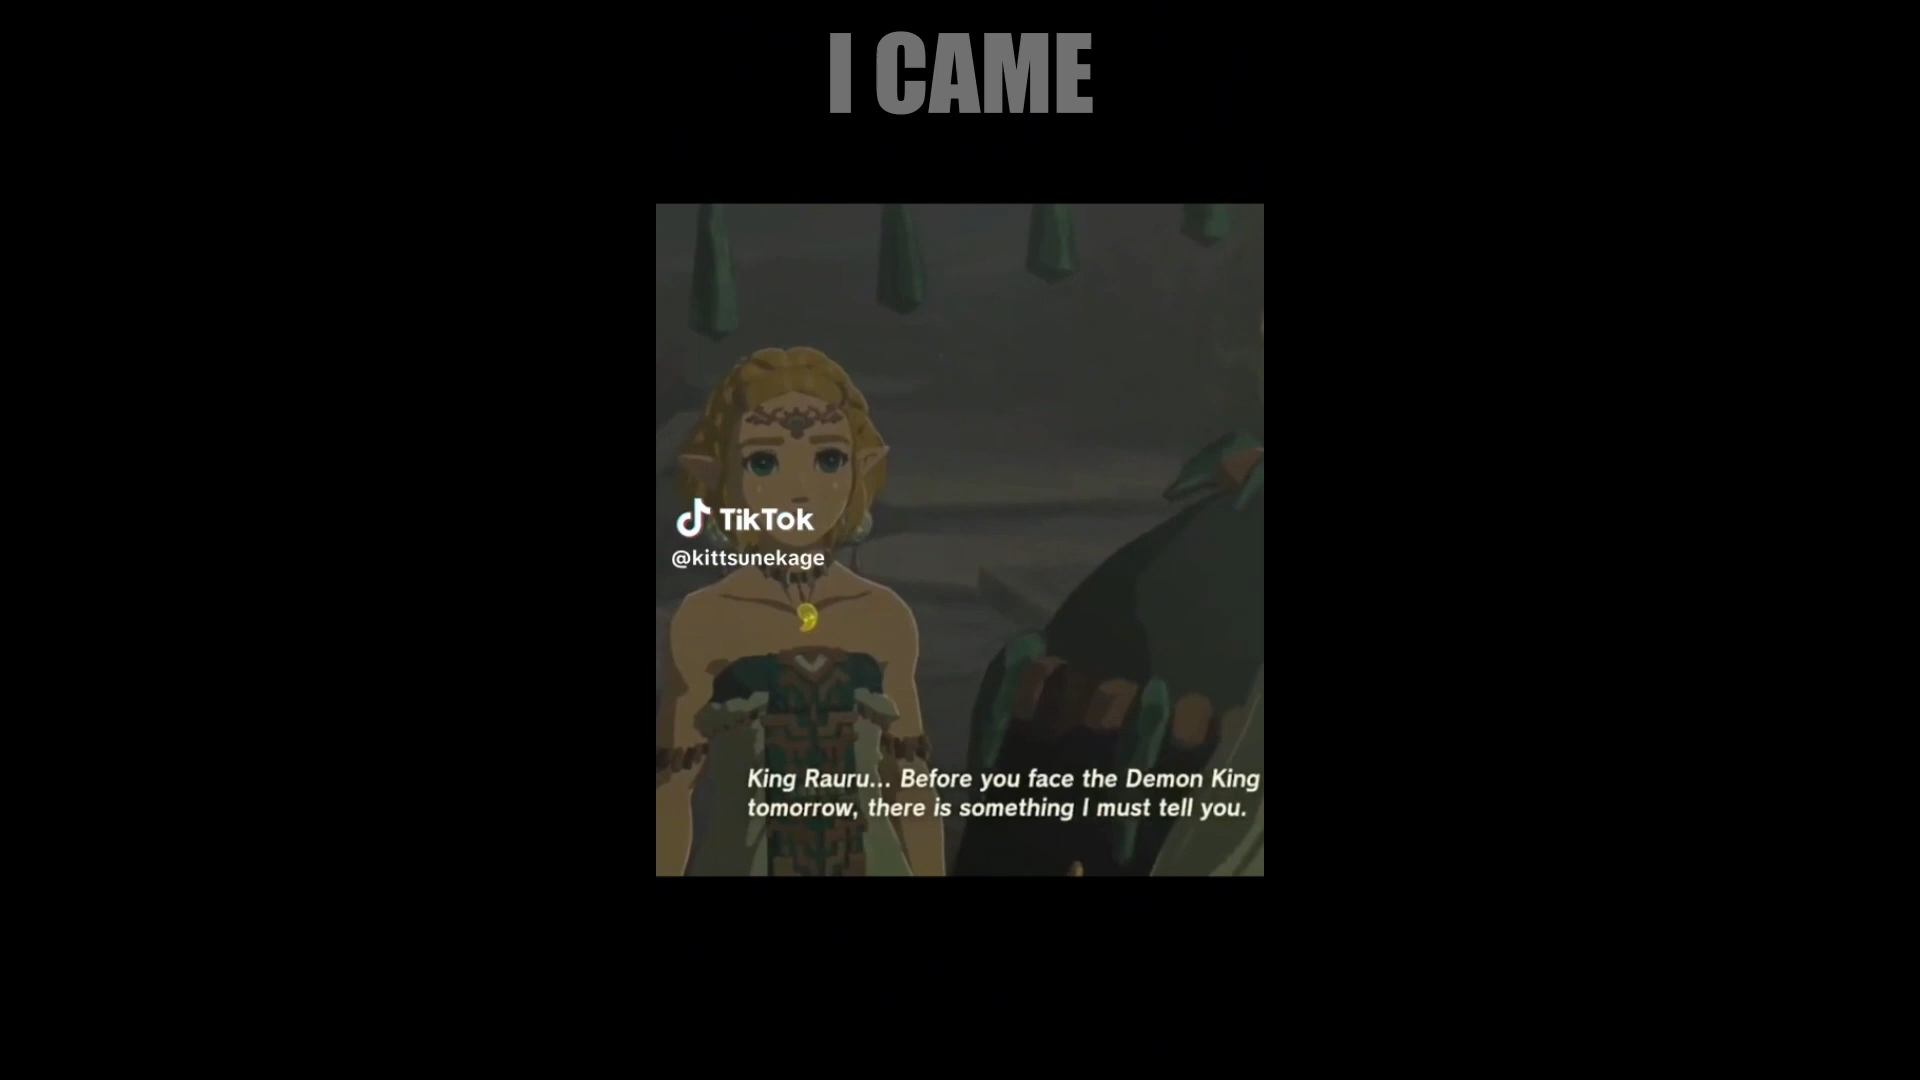 I CAME
TikTok
@kittsunekage
King Rauru... Before you face the Demon King
tomorrow, there is something I must tell you.